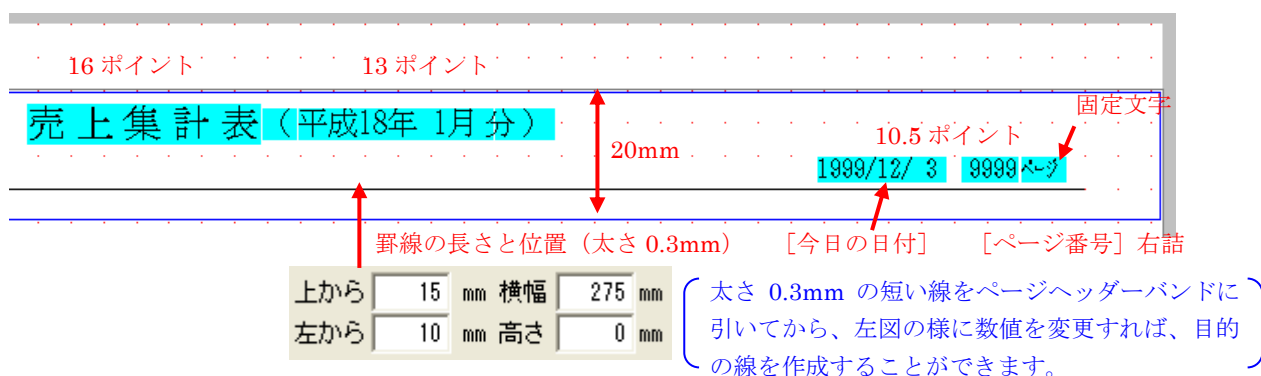 16 ポイント 13 ポイント
売 上 集 計 表 （平成18年 1月 分） 固定文字
10.5 ポイント
20mm
1999/12/ 3 9999 ページ
罫線の長さと位置（太さ 0.3mm） ［今日の日付］ ［ページ番号］右詰
上から 15 mm 横幅 275 mm
左から 10 mm 高さ 0 mm
太さ 0.3mm の短い線をページヘッダーバンドに
引いてから、左図の様に数値を変更すれば、目的
の線を作成することができます。